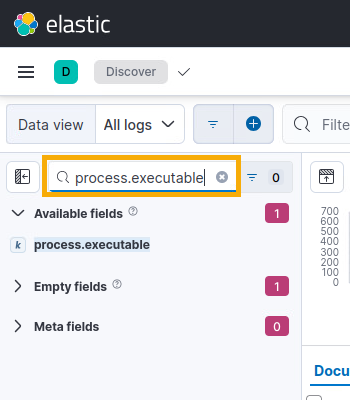 elastic
D Discover
Data view All logs Filter
process.executable 0
Available fields ? 1
k process.executable
Empty fields ? 1
Meta fields 0
700
600
500
400
300
200
100
0
Docu